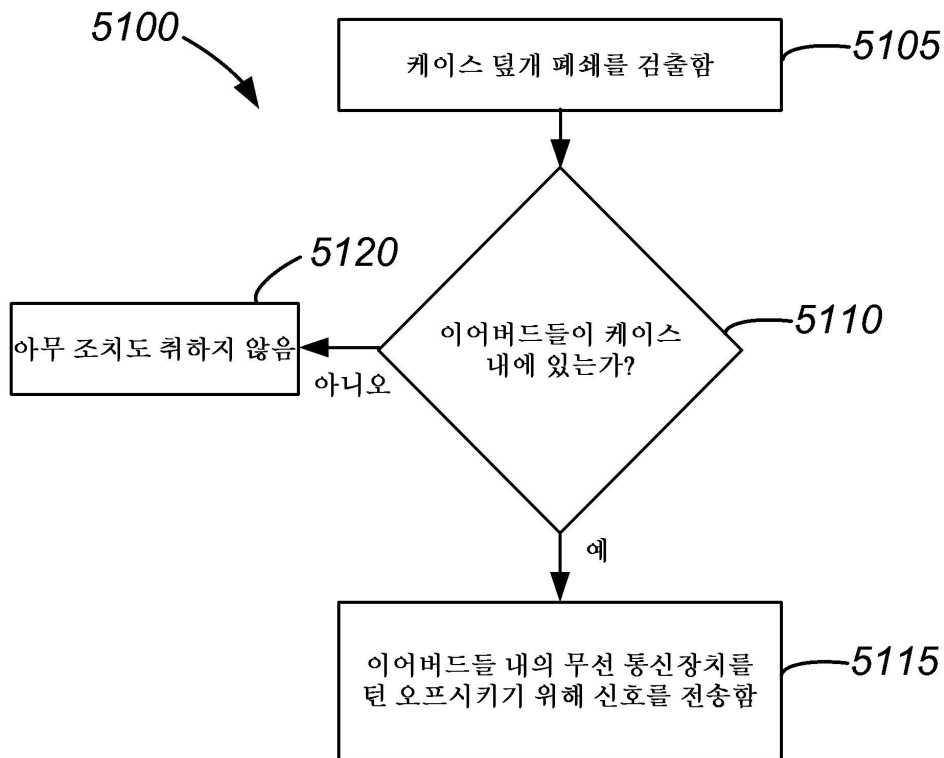 5100
케이스 덮개 폐쇄를 검출함
5105
5120
아무 조치도 취하지 않음
아니오
이어버드들이 케이스
내에 있는가?
5110
예
이어버드들 내의 무선 통신장치를
턴 오프시키기 위해 신호를 전송함
5115